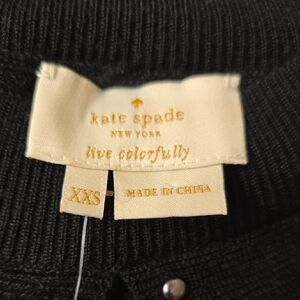 kate spade
NEW YORK
live colorfully
XXS
MADE IN CHINA